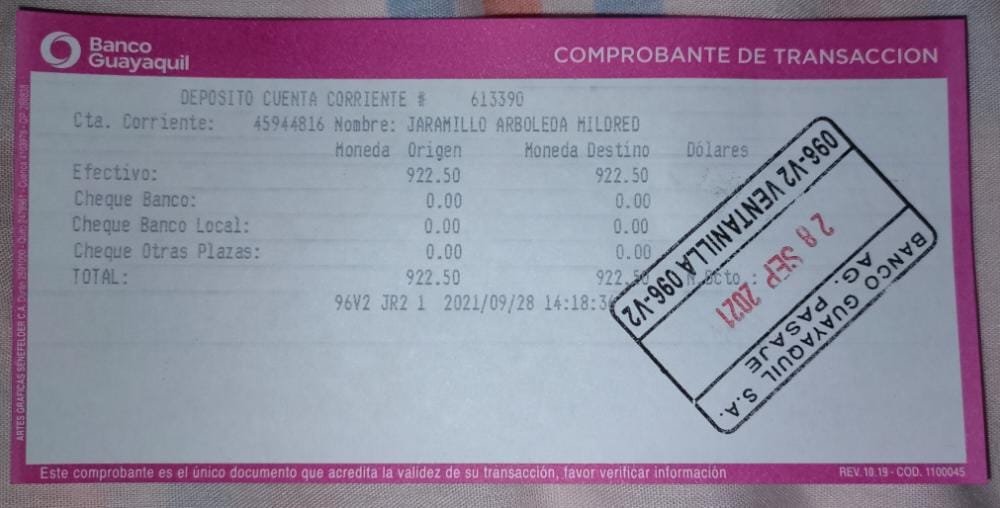 Banco
Guayaquil
COMPROBANTE DE TRANSACCION
DEPOSITO CUENTA CORRIENTE # 613390
Cta. Corriente: 45944816 Nombre: JARAMILLO ARBOLEDA MILDRED
Moneda Origen Moneda Destino Dólares
Efectivo: 922.50 922.50
Cheque Banco: 0.00 0.00
Cheque Banco Local: 0.00 0.00
Cheque Otras Plazas: 0.00 0.00
TOTAL: 922.50 922.50 N.Dcto :
96V2 JR2 1 2021/09/28 14:18:36
096-V2 VENTANILLA 096-V2
28 SEP 2021
BANCO GUAYAQUIL S.A.
AG. PASAJE
Este comprobante es el único documento que acredita la validez de su transacción, favor verificar información
REV. 10.19 - COD. 1100045
ARTES GRAFICAS SENEFELDER C.A.